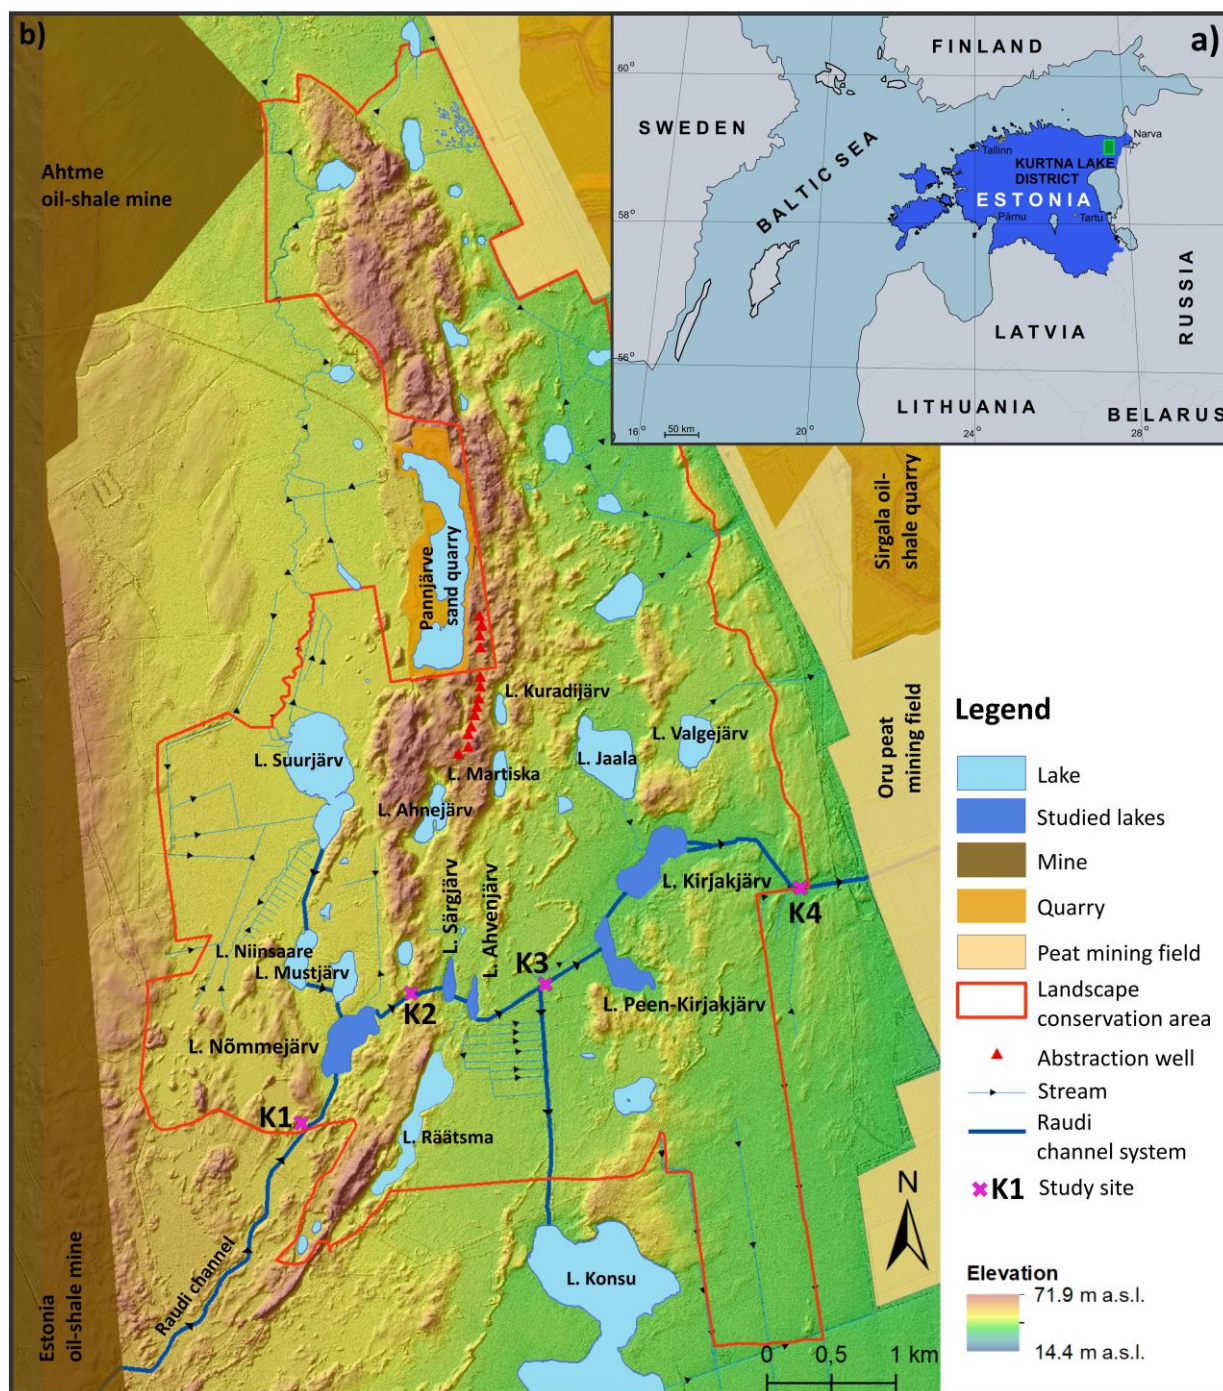 b)
a)
FINLAND
60°
SWEDEN
BALTIC SEA
Narva
Tallinn
KURTNA LAKE
DISTRICT
ESTONIA
58°
Pärnu
Tartu
RUSSIA
LATVIA
56°
LITHUANIA
BELARUS
16°
50 km
20°
24°
28°
Ahtme
oil-shale mine
Pannjärve
sand quarry
Sirgala oil-
shale quarry
L. Kuradijärv
L. Suurjärv
L. Martiska
L. Jaala
L. Valgejärv
Oru peat
mining field
L. Ahnejärv
L. Särgjärv
L. Ahvenjärv
L. Kirjakjärv
K4
L. Niinsaare
L. Mustjärv
K2
K3
L. Peen-Kirjakjärv
L. Nõmmejärv
K1
L. Räätsma
L. Konsu
Raudi channel
Estonia
oil-shale mine
Legend
Lake
Studied lakes
Mine
Quarry
Peat mining field
Landscape
conservation area
Abstraction well
Stream
Raudi
channel system
K1 Study site
N
Elevation
71.9 m a.s.l.
14.4 m a.s.l.
0 0,5 1 km